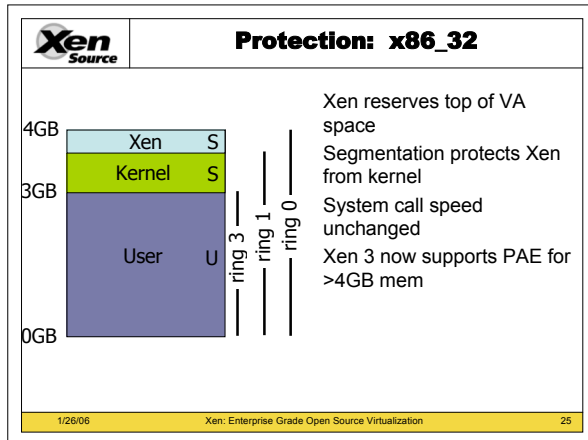 Xen
Source
Protection: x86_32
4GB
Xen S
Kernel S
3GB
User U
0GB
ring 3
ring 1
ring 0
Xen reserves top of VA
space
Segmentation protects Xen
from kernel
System call speed
unchanged
Xen 3 now supports PAE for
>4GB mem
1/26/06
Xen: Enterprise Grade Open Source Virtualization
25